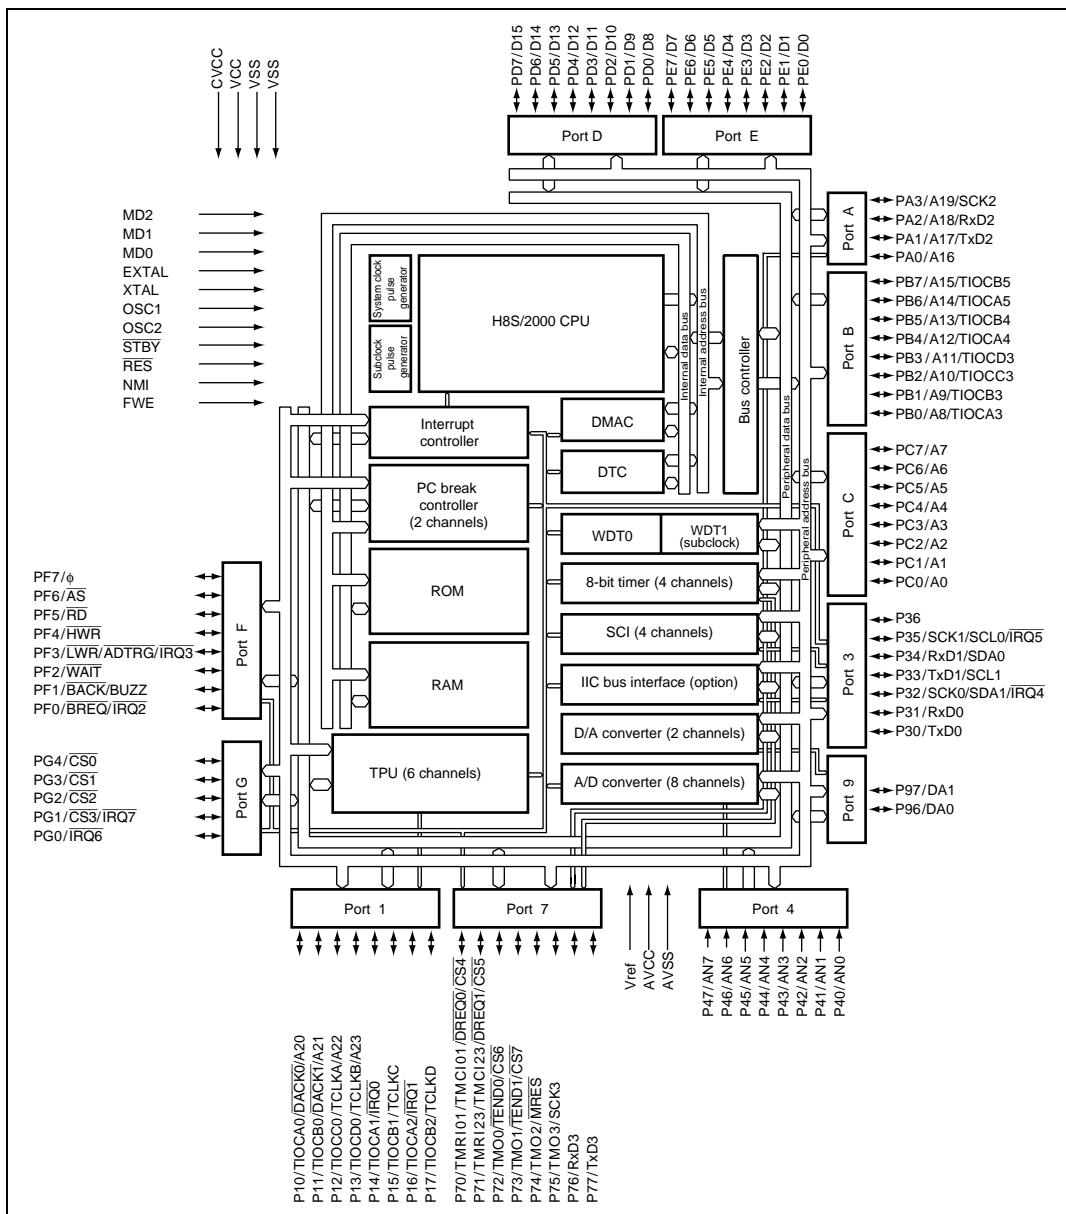 CVCC
VCC
VSS
VSS
PD7/D15
PD6/D14
PD5/D13
PD4/D12
PD3/D11
PD2/D10
PD1/D9
PD0/D8
PE7/D7
PE6/D6
PE5/D5
PE4/D4
PE3/D3
PE2/D2
PE1/D1
PE0/D0
Port D
Port E
MD2
MD1
MD0
EXTAL
XTAL
OSC1
OSC2
STBY
RES
NMI
FWE
System clock
pulse
generator
Subclock
pulse
generator
H8S/2000 CPU
Internal data bus
Internal address bus
Bus controller
Peripheral data bus
Peripheral address bus
Interrupt
controller
DMAC
PC break
controller
(2 channels)
DTC
WDT0
WDT1
(subclock)
ROM
8-bit timer (4 channels)
SCI (4 channels)
RAM
IIC bus interface (option)
D/A converter (2 channels)
TPU (6 channels)
A/D converter (8 channels)
Port A
PA3/A19/SCK2
PA2/A18/RxD2
PA1/A17/TxD2
PA0/A16
Port B
PB7/A15/TIOCB5
PB6/A14/TIOCA5
PB5/A13/TIOCB4
PB4/A12/TIOCA4
PB3/A11/TIOCD3
PB2/A10/TIOCC3
PB1/A9/TIOCB3
PB0/A8/TIOCA3
Port C
PC7/A7
PC6/A6
PC5/A5
PC4/A4
PC3/A3
PC2/A2
PC1/A1
PC0/A0
Port 3
P36
P35/SCK1/SCL0/IRQ5
P34/RxD1/SDA0
P33/TxD1/SCL1
P32/SCK0/SDA1/IRQ4
P31/RxD0
P30/TxD0
Port 9
P97/DA1
P96/DA0
PF7/ϕ
PF6/AS
PF5/RD
PF4/HWR
PF3/LWR/ADTRG/IRQ3
PF2/WAIT
PF1/BACK/BUZZ
PF0/BREQ/IRQ2
Port F
PG4/CS0
PG3/CS1
PG2/CS2
PG1/CS3/IRQ7
PG0/IRQ6
Port G
Port 1
Port 7
Port 4
P10/TIOCA0/DACK0/A20
P11/TIOCB0/DACK1/A21
P12/TIOCC0/TCLKA/A22
P13/TIOCD0/TCLKB/A23
P14/TIOCA1/IRQ0
P15/TIOCB1/TCLKC
P16/TIOCA2/IRQ1
P17/TIOCB2/TCLKD
P70/TMRI01/TMCI01/DREQ0/CS4
P71/TMRI23/TMCI23/DREQ1/CS5
P72/TMO0/TEND0/CS6
P73/TMO1/TEND1/CS7
P74/TMO2/MRES
P75/TMO3/SCK3
P76/RxD3
P77/TxD3
Vref
AVCC
AVSS
P47/AN7
P46/AN6
P45/AN5
P44/AN4
P43/AN3
P42/AN2
P41/AN1
P40/AN0